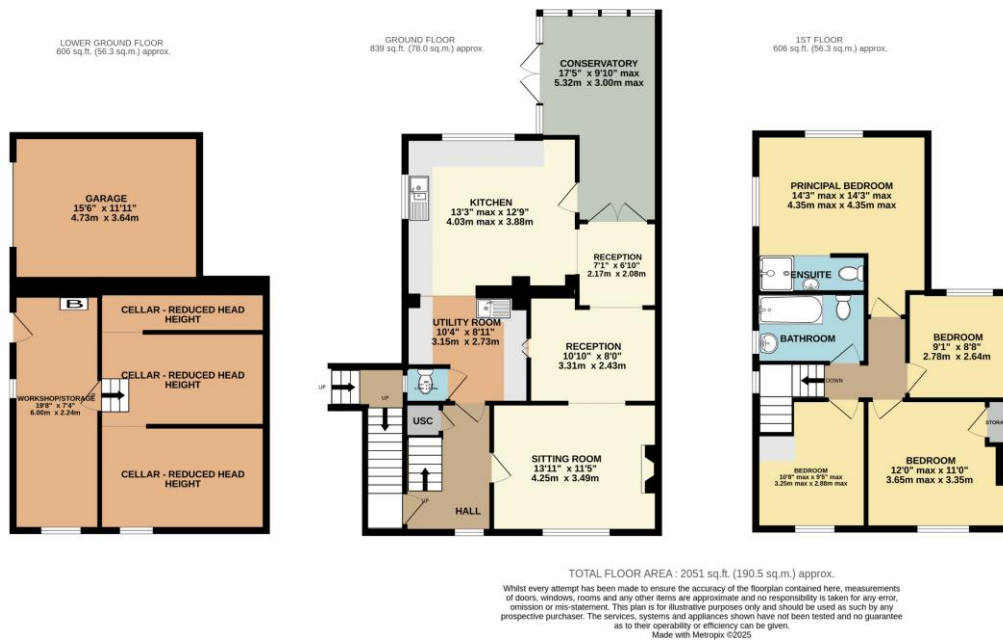 LOWER GROUND FLOOR
606 sq.ft. (56.3 sq.m.) approx.
GARAGE
15'6" x 11'11"
4.73m x 3.64m
B
CELLAR - REDUCED HEAD
HEIGHT
CELLAR - REDUCED HEAD
HEIGHT
WORKSHOP/STORAGE
19'8" x 7'4"
6.00m x 2.24m
CELLAR - REDUCED HEAD
HEIGHT
GROUND FLOOR
839 sq.ft. (78.0 sq.m.) approx.
CONSERVATORY
17'5" x 9'10" max
5.32m x 3.00m max
KITCHEN
13'3" max x 12'9"
4.03m max x 3.88m
RECEPTION
7'1" x 6'10"
2.17m x 2.08m
UTILITY ROOM
10'4" x 8'11"
3.15m x 2.73m
RECEPTION
10'10" x 8'0"
3.31m x 2.43m
UP
UP
USC
UP
HALL
SITTING ROOM
13'11" x 11'5"
4.25m x 3.49m
1ST FLOOR
606 sq.ft. (56.3 sq.m.) approx.
PRINCIPAL BEDROOM
14'3" max x 14'3" max
4.35m max x 4.35m max
ENSUITE
BATHROOM
BEDROOM
9'1" x 8'8"
2.78m x 2.64m
DOWN
BEDROOM
10'8" max x 9'5" max
3.25m max x 2.88m max
BEDROOM
12'0" max x 11'0"
3.65m max x 3.35m
TOTAL FLOOR AREA : 2051 sq.ft. (190.5 sq.m.) approx.
Whilst every attempt has been made to ensure the accuracy of the floorplan contained here, measurements
of doors, windows, rooms and any other items are approximate and no responsibility is taken for any error,
omission or mis-statement. This plan is for illustrative purposes only and should be used as such by any
prospective purchaser. The services, systems and appliances shown have not been tested and no guarantee
as to their operability or efficiency can be given.
Made with Metropix ©2025